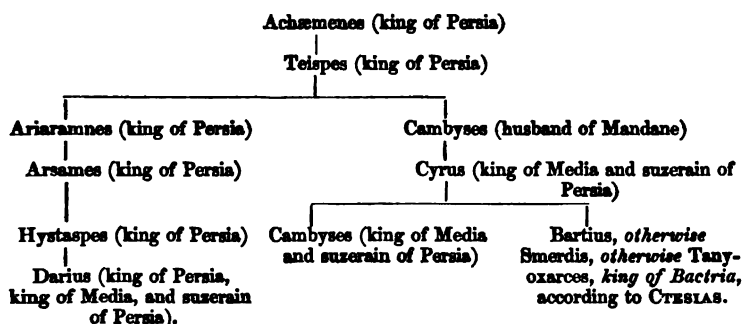 Achæmenes (king of Persia)
Teispes (king of Persia)
Ariaramnes (king of Persia)
Cambyses (husband of Mandane)
Arsames (king of Persia)
Cyrus (king of Media and suzerain of
Persia)
Hystaspes (king of Persia)
Cambyses (king of Media
and suzerain of Persia)
Bartius, otherwise
Smerdis, otherwise Tany-
oxarces, king of Bactria,
according to CTESIAS.
Darius (king of Persia,
king of Media, and suzerain
of Persia).